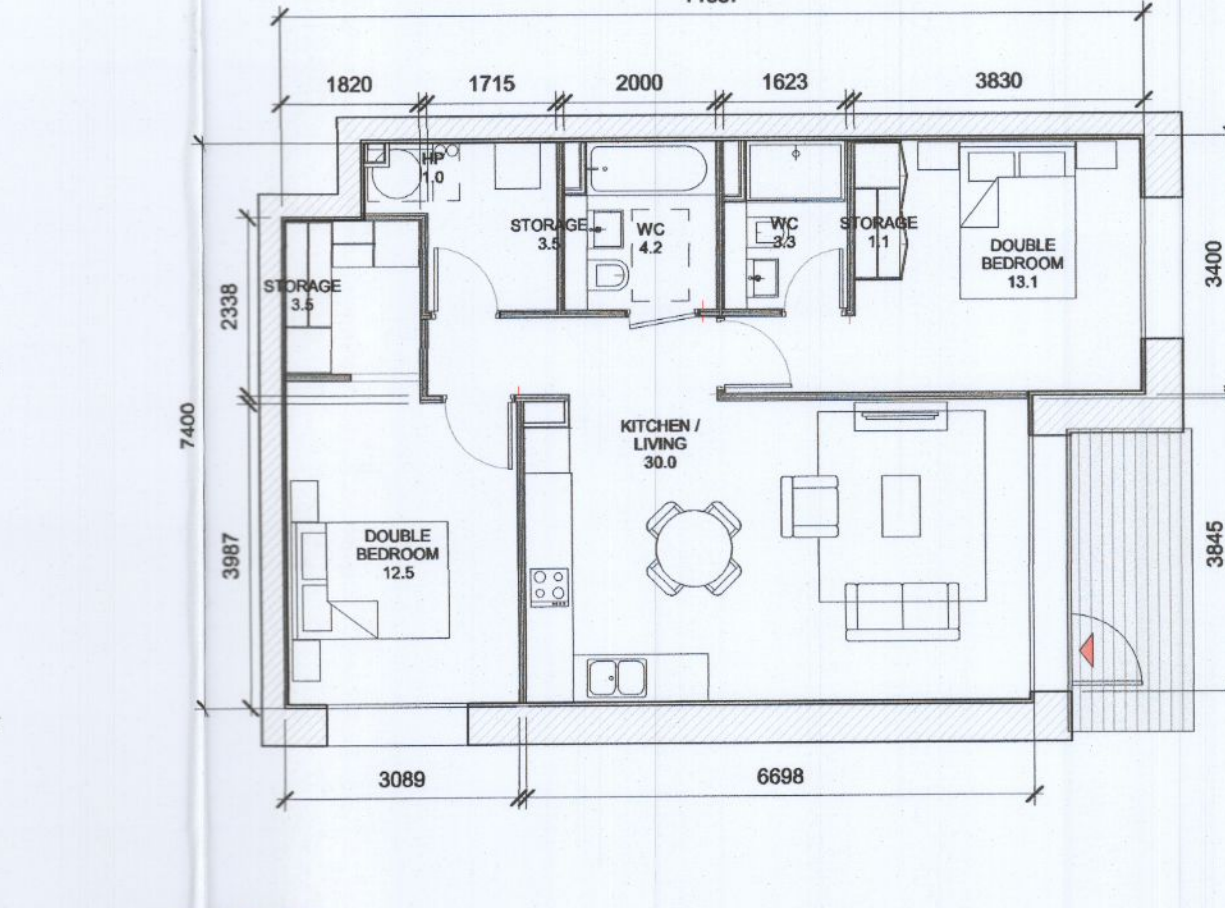 1820
1715
2000
1623
3830
HP
1.0
STORAGE
3.5
WC
4.2
WC
3.3
STORAGE
1.1
DOUBLE
BEDROOM
13.1
3400
STORAGE
3.5
2338
7400
KITCHEN /
LIVING
30.0
DOUBLE
BEDROOM
12.5
3987
3845
3089
6698